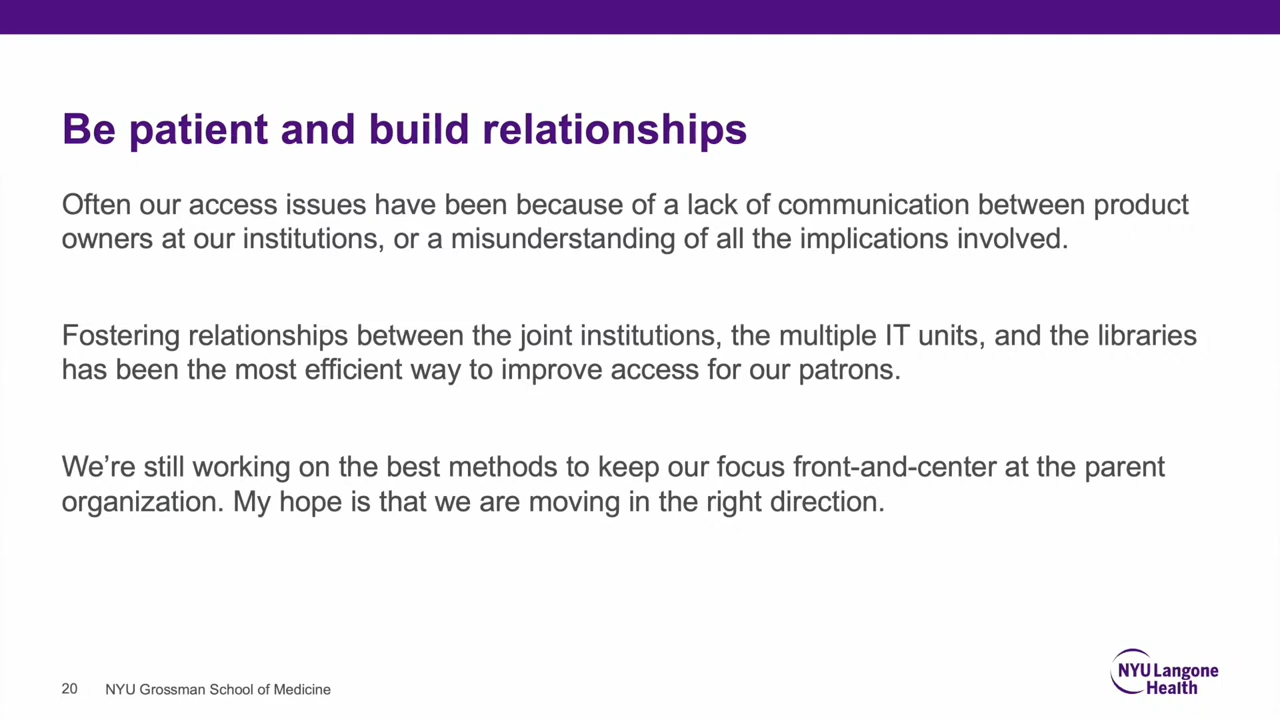 Be patient and build relationships
Often our access issues have been because of a lack of communication between product
owners at our institutions, or a misunderstanding of all the implications involved.
Fostering relationships between the joint institutions, the multiple IT units, and the libraries
has been the most efficient way to improve access for our patrons.
We’re still working on the best methods to keep our focus front-and-center at the parent
organization. My hope is that we are moving in the right direction.
20 NYU Grossman School of Medicine
NYU Langone
Health